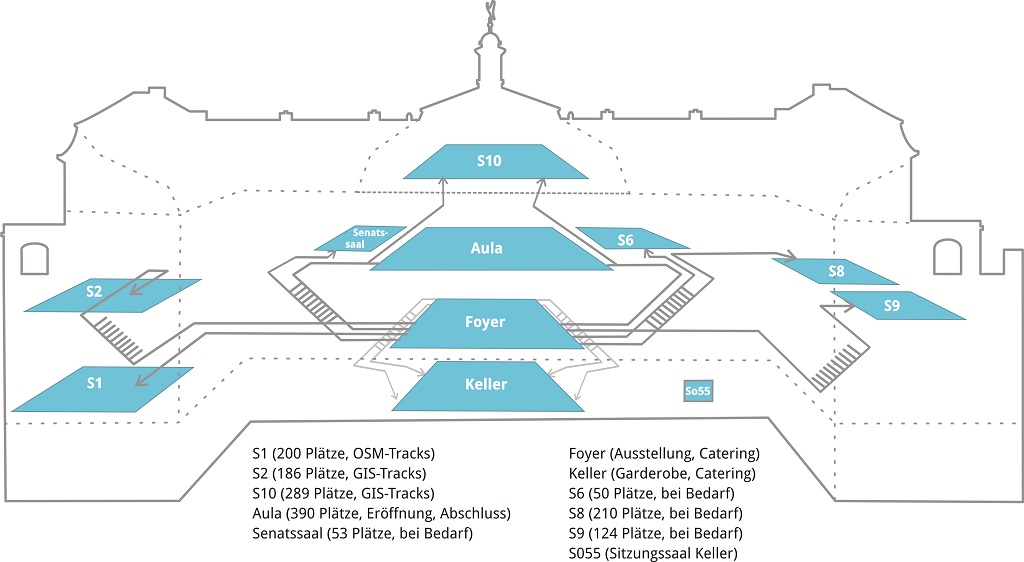 S10
Senats-
saal
Aula
S6
S8
S2
S9
Foyer
S1
Keller
So55
S1 (200 Plätze, OSM-Tracks)
S2 (186 Plätze, GIS-Tracks)
S10 (289 Plätze, GIS-Tracks)
Aula (390 Plätze, Eröffnung, Abschluss)
Senatssaal (53 Plätze, bei Bedarf)
Foyer (Ausstellung, Catering)
Keller (Garderobe, Catering)
S6 (50 Plätze, bei Bedarf)
S8 (210 Plätze, bei Bedarf)
S9 (124 Plätze, bei Bedarf)
S055 (Sitzungssaal Keller)